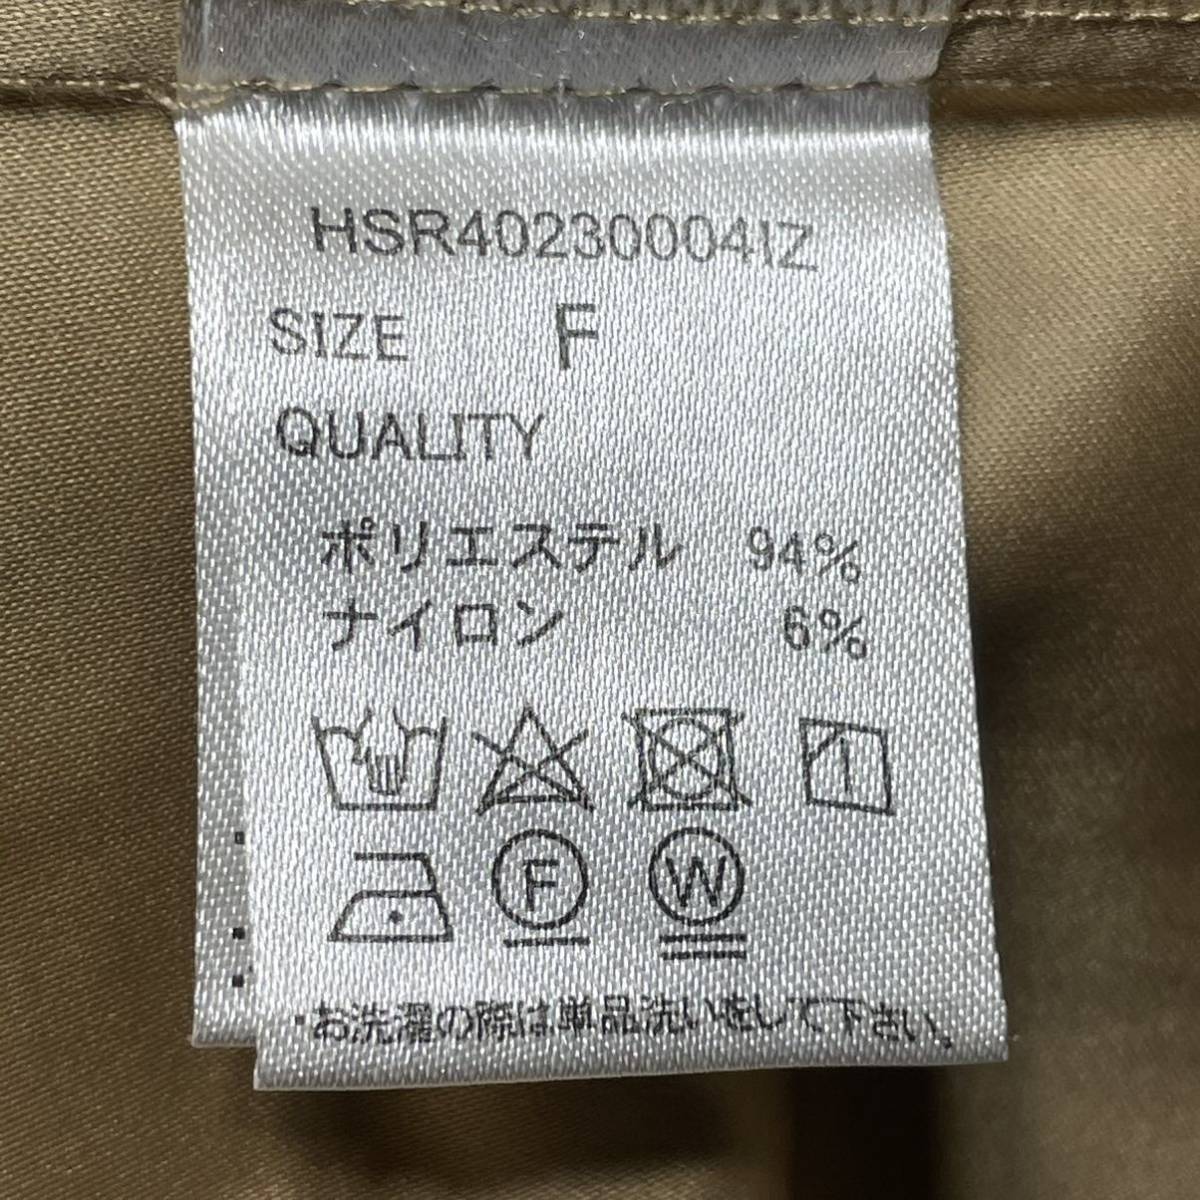 HSR40230004IZ
SIZE F
QUALITY
ポリエステル 94%
ナイロン 6%
F W
・お洗濯の際は単品洗いをして下さい。